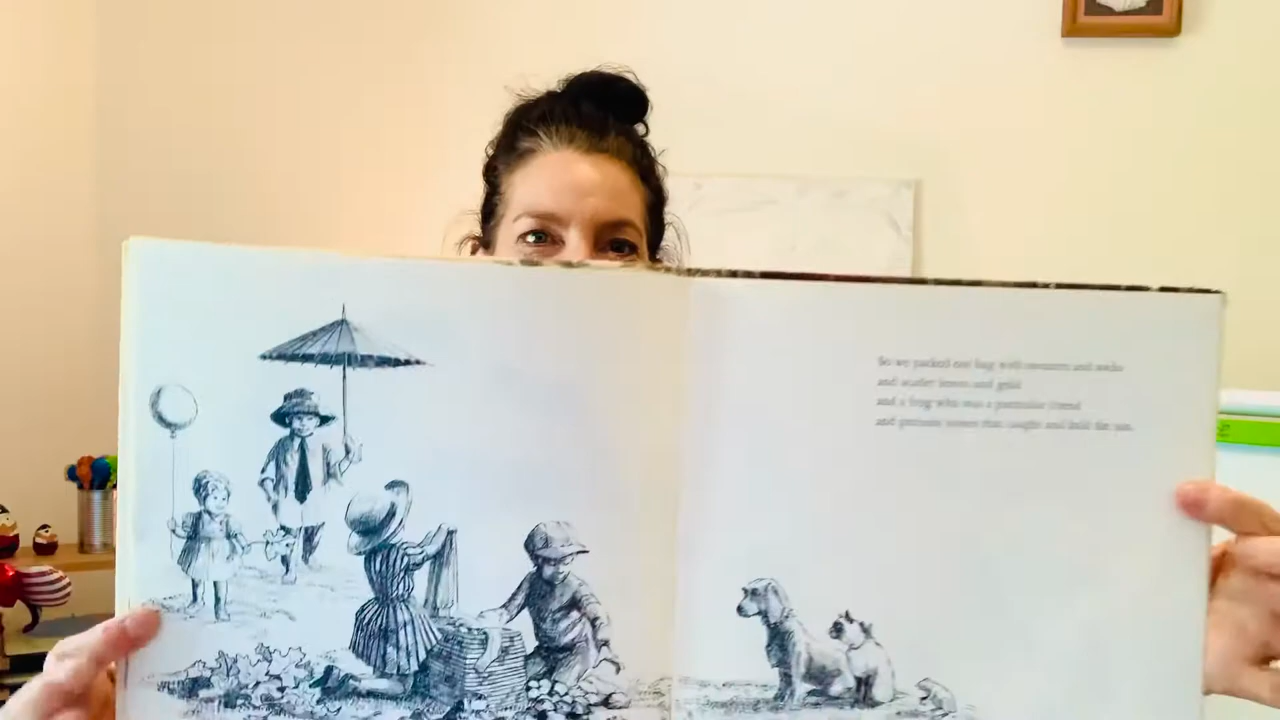 So we packed our bag with sweaters and socks
and scarlet leaves and gold
and a frog who was a particular friend
and precious stones that caught and held the sun.